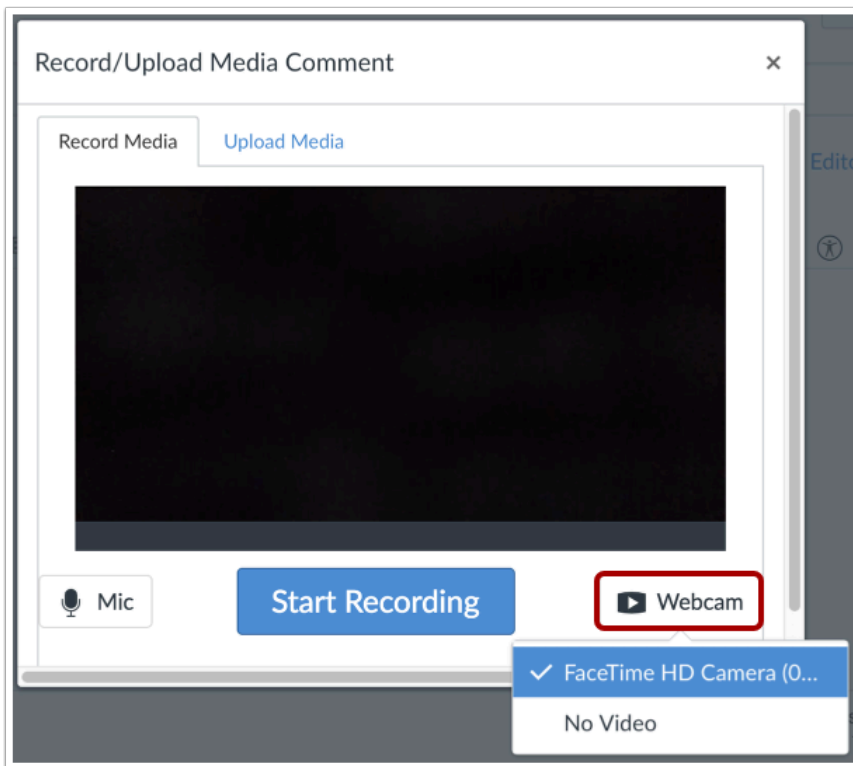 Record/Upload Media Comment
Record Media
Upload Media
Mic
Start Recording
Webcam
FaceTime HD Camera (0...
No Video